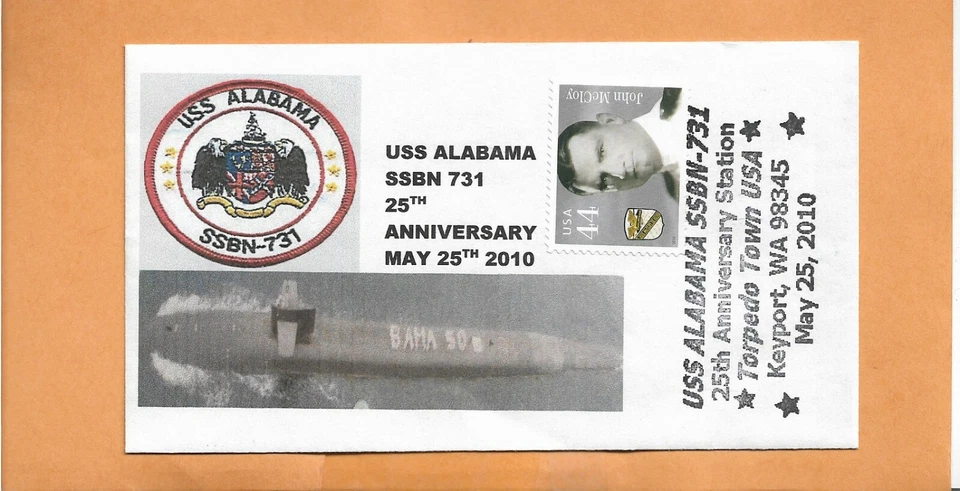 USS ALABAMA
SSBN-731
USS ALABAMA
SSBN 731
25TH
ANNIVERSARY
MAY 25TH 2010
John McCloy
USA
44
BAMA 50
USS ALABAMA SSBN-731
25th Anniversary Station
Torpedo Town USA
Keyport, WA 98345
May 25, 2010